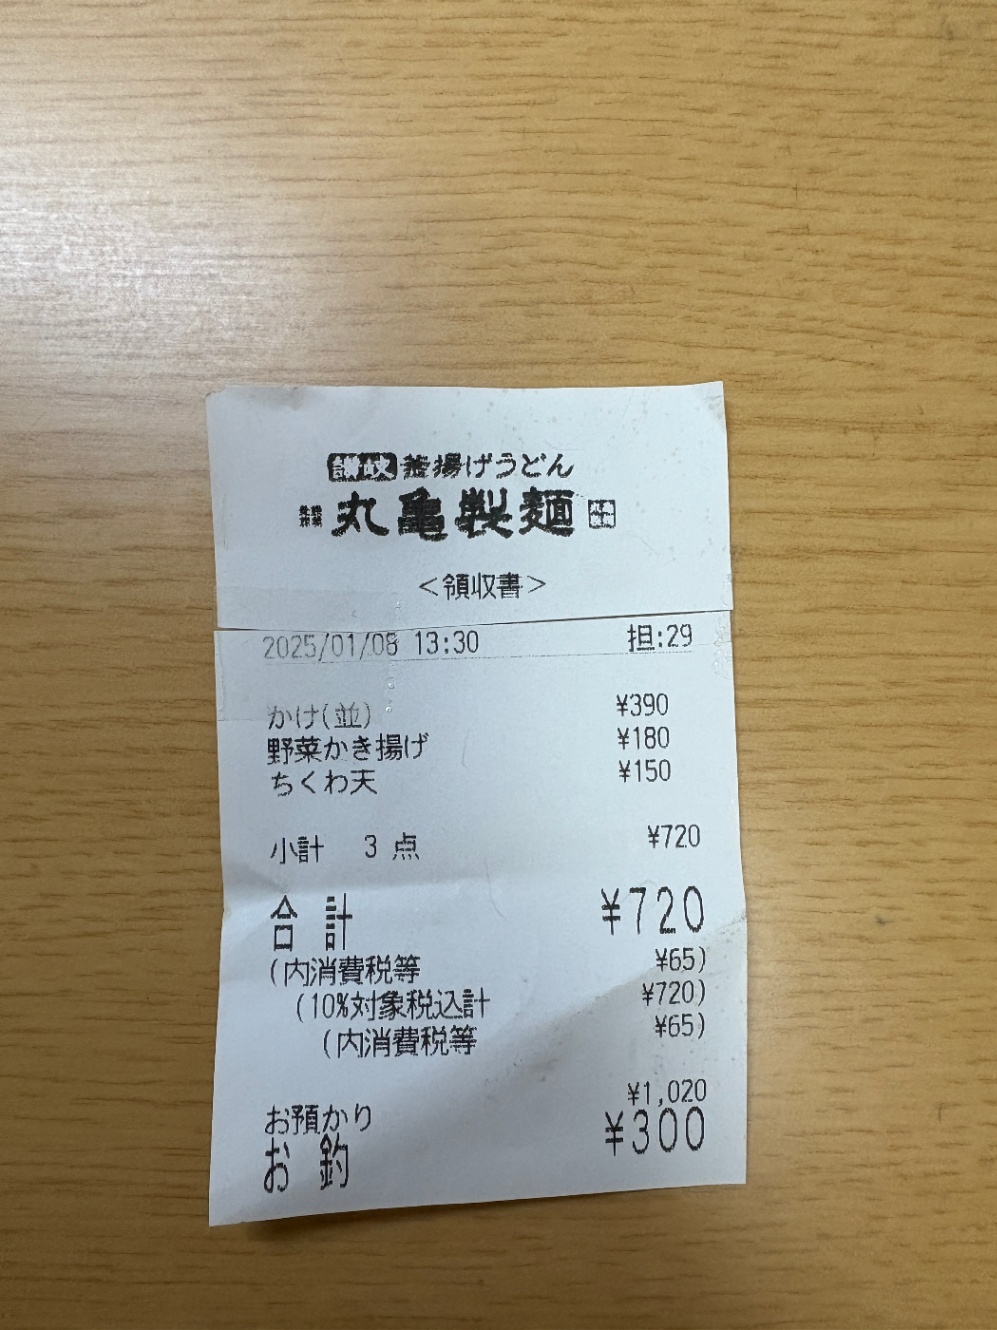 讃岐 釜揚げうどん
丸亀製麺
<領収書>
2025/01/08 13:30 担:29
かけ(並) ¥390
野菜かき揚げ ¥180
ちくわ天 ¥150
小計 3 点 ¥720
合 計 ¥720
(内消費税等 ¥65)
(10%対象税込計 ¥720)
(内消費税等 ¥65)
お預かり ¥1,020
お 釣 ¥300